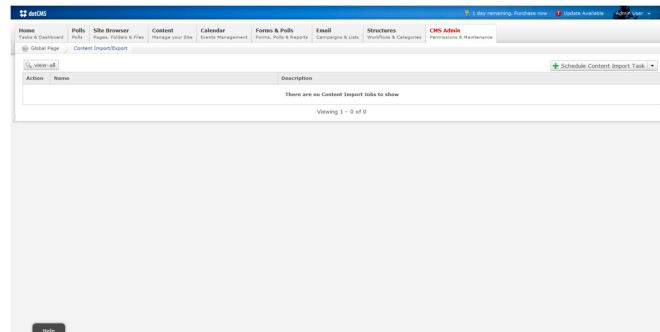 dotCMS
1 day remaining. Purchase now
Update Available
Admin User
Home
Tasks & Dashboard
Polls
Polls
Site Browser
Pages, Folders & Files
Content
Manage your Site
Calendar
Events Management
Forms & Polls
Forms, Polls & Reports
Email
Campaigns & Lists
Structures
Workflows & Categories
CMS Admin
Permissions & Maintenance
Global Page
Content Import/Export
view-all
Schedule Content Import Task
Action Name Description
There are no Content Import Jobs to show
Viewing 1 - 0 of 0
Help